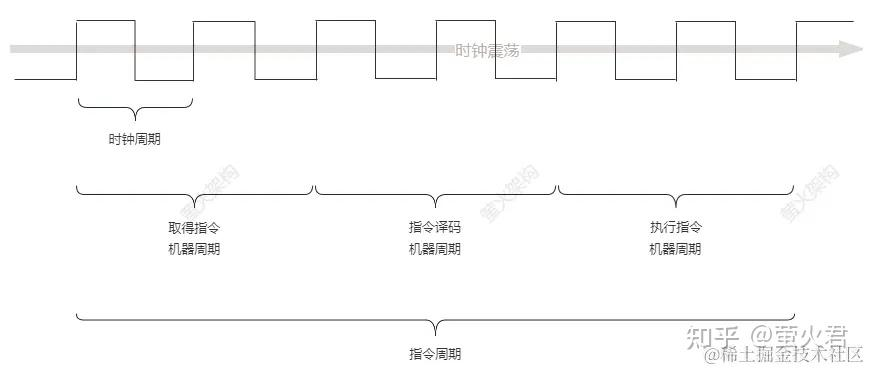 时钟震荡
时钟周期
萤火架构
萤火架构
萤火架构
取得指令
机器周期
指令译码
机器周期
执行指令
机器周期
指令周期
知乎 @萤火君
@稀土掘金技术社区